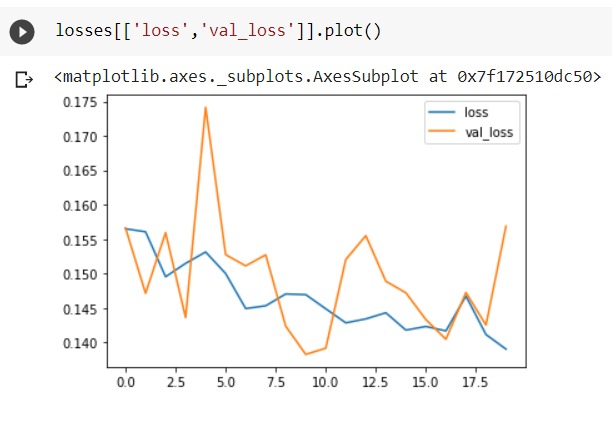 losses[['loss','val_loss']].plot()
<matplotlib.axes._subplots.AxesSubplot at 0x7f172510dc50>
0.175
0.170
0.165
0.160
0.155
0.150
0.145
0.140
loss
val_loss
0.0 2.5 5.0 7.5 10.0 12.5 15.0 17.5